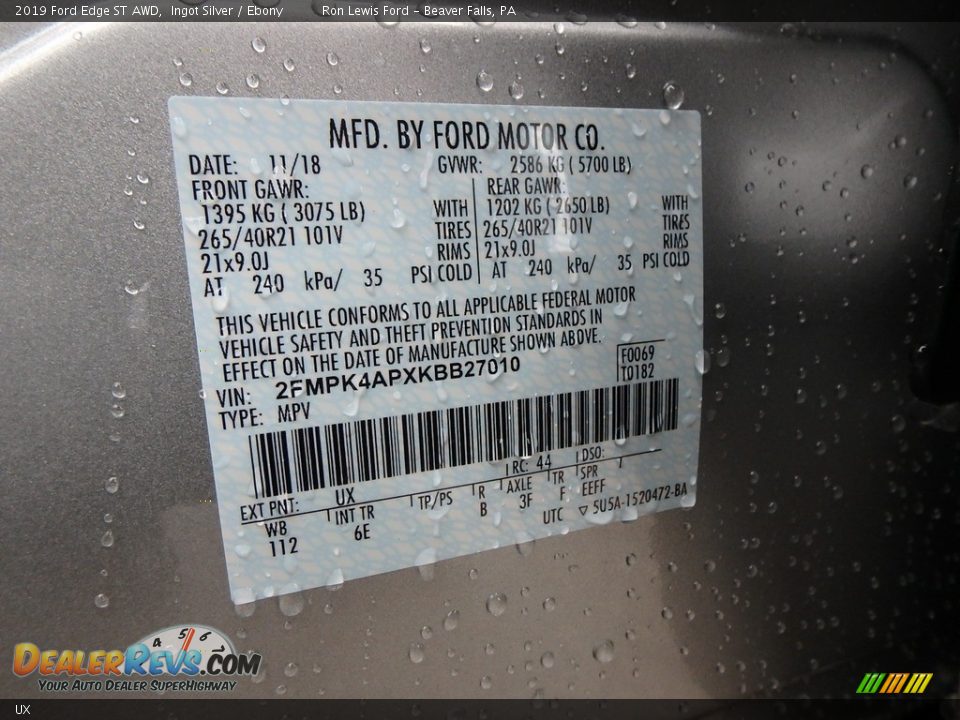 2019 Ford Edge ST AWD, Ingot Silver / Ebony Ron Lewis Ford - Beaver Falls, PA
MFD. BY FORD MOTOR CO.
DATE: 11/18 GVWR: 2586 KG ( 5700 LB)
FRONT GAWR: REAR GAWR:
1395 KG ( 3075 LB) WITH 1202 KG ( 2650 LB) WITH
265/40R21 101V TIRES 265/40R21 101V TIRES
21x9.0J RIMS 21x9.0J RIMS
AT 240 kPa/ 35 PSI COLD AT 240 kPa/ 35 PSI COLD
THIS VEHICLE CONFORMS TO ALL APPLICABLE FEDERAL MOTOR
VEHICLE SAFETY AND THEFT PREVENTION STANDARDS IN
EFFECT ON THE DATE OF MANUFACTURE SHOWN ABOVE.
VIN: 2FMPK4APXKBB27010 F0069
TYPE: MPV T0182
EXT PNT: UX RC: 44 DSO:
WB INT TR TP/PS R AXLE TR SPR
112 6E B 3F F EEFF
UTC ▽ 5U5A-1520472-BA
4 5 6
DEALERREVS.COM
YOUR AUTO DEALER SUPERHIGHWAY
UX